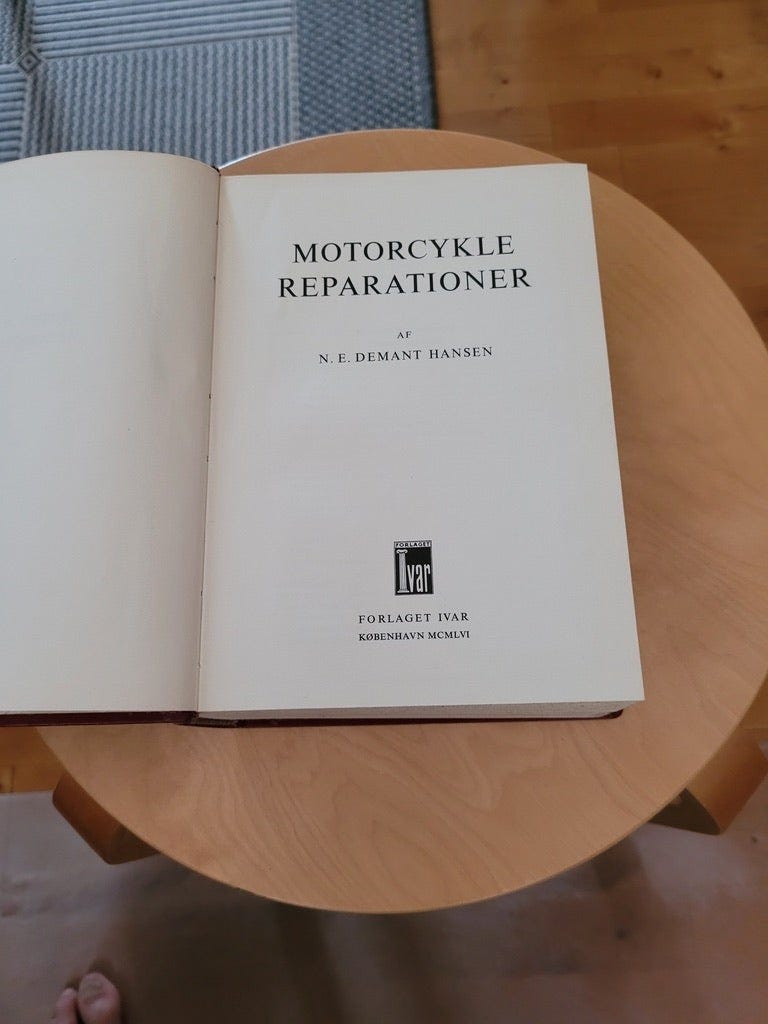 MOTORCYKLE
REPARATIONER
AF
N. E. DEMANT HANSEN
FORLAGET
Ivar
FORLAGET IVAR
KØBENHAVN MCMLVI